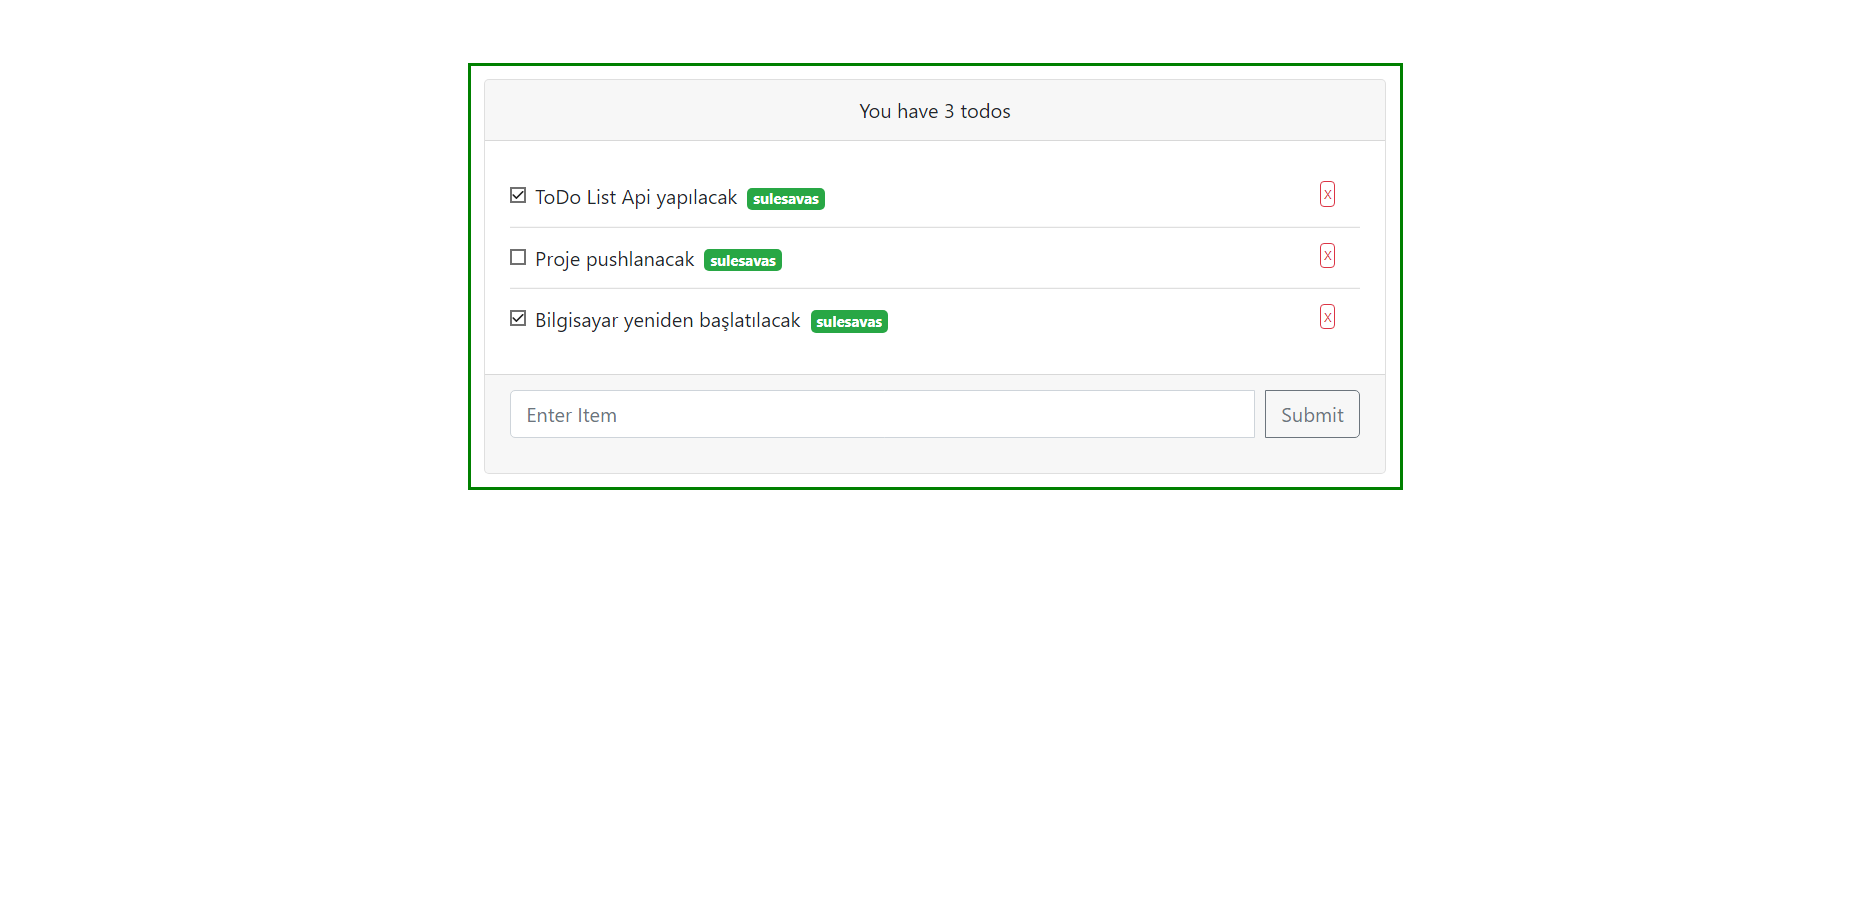 You have 3 todos
ToDo List Api yapılacak sulesavas X
Proje pushlanacak sulesavas X
Bilgisayar yeniden başlatılacak sulesavas X
Enter Item Submit